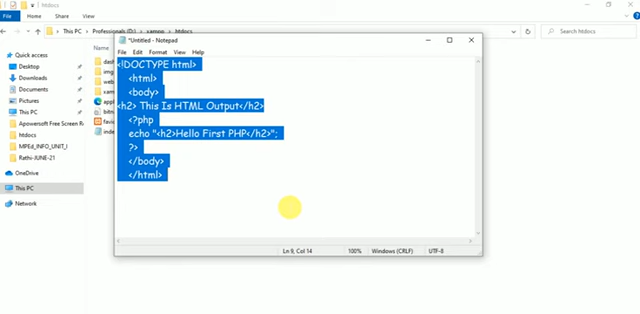 Htdocs
File
Home
Share
View
This PC > Professionals (D:) > xampp > htdocs
Search htdocs
Name
Quick access
Desktop
Downloads
Documents
Pictures
This PC
Apowersoft Free Screen R
htdocs
MPEd_INFO_UNIT_I
Rathi-JUNE-21
OneDrive
This PC
Network
*Untitled - Notepad
File Edit Format View Help
<!DOCTYPE html>
<html>
<body>
<h2> This Is HTML Output</h2>
<?php
echo "<h2>Hello First PHP</h2>";
?>
</body>
</html>
Ln 9, Col 14
100%
Windows (CRLF)
UTF-8